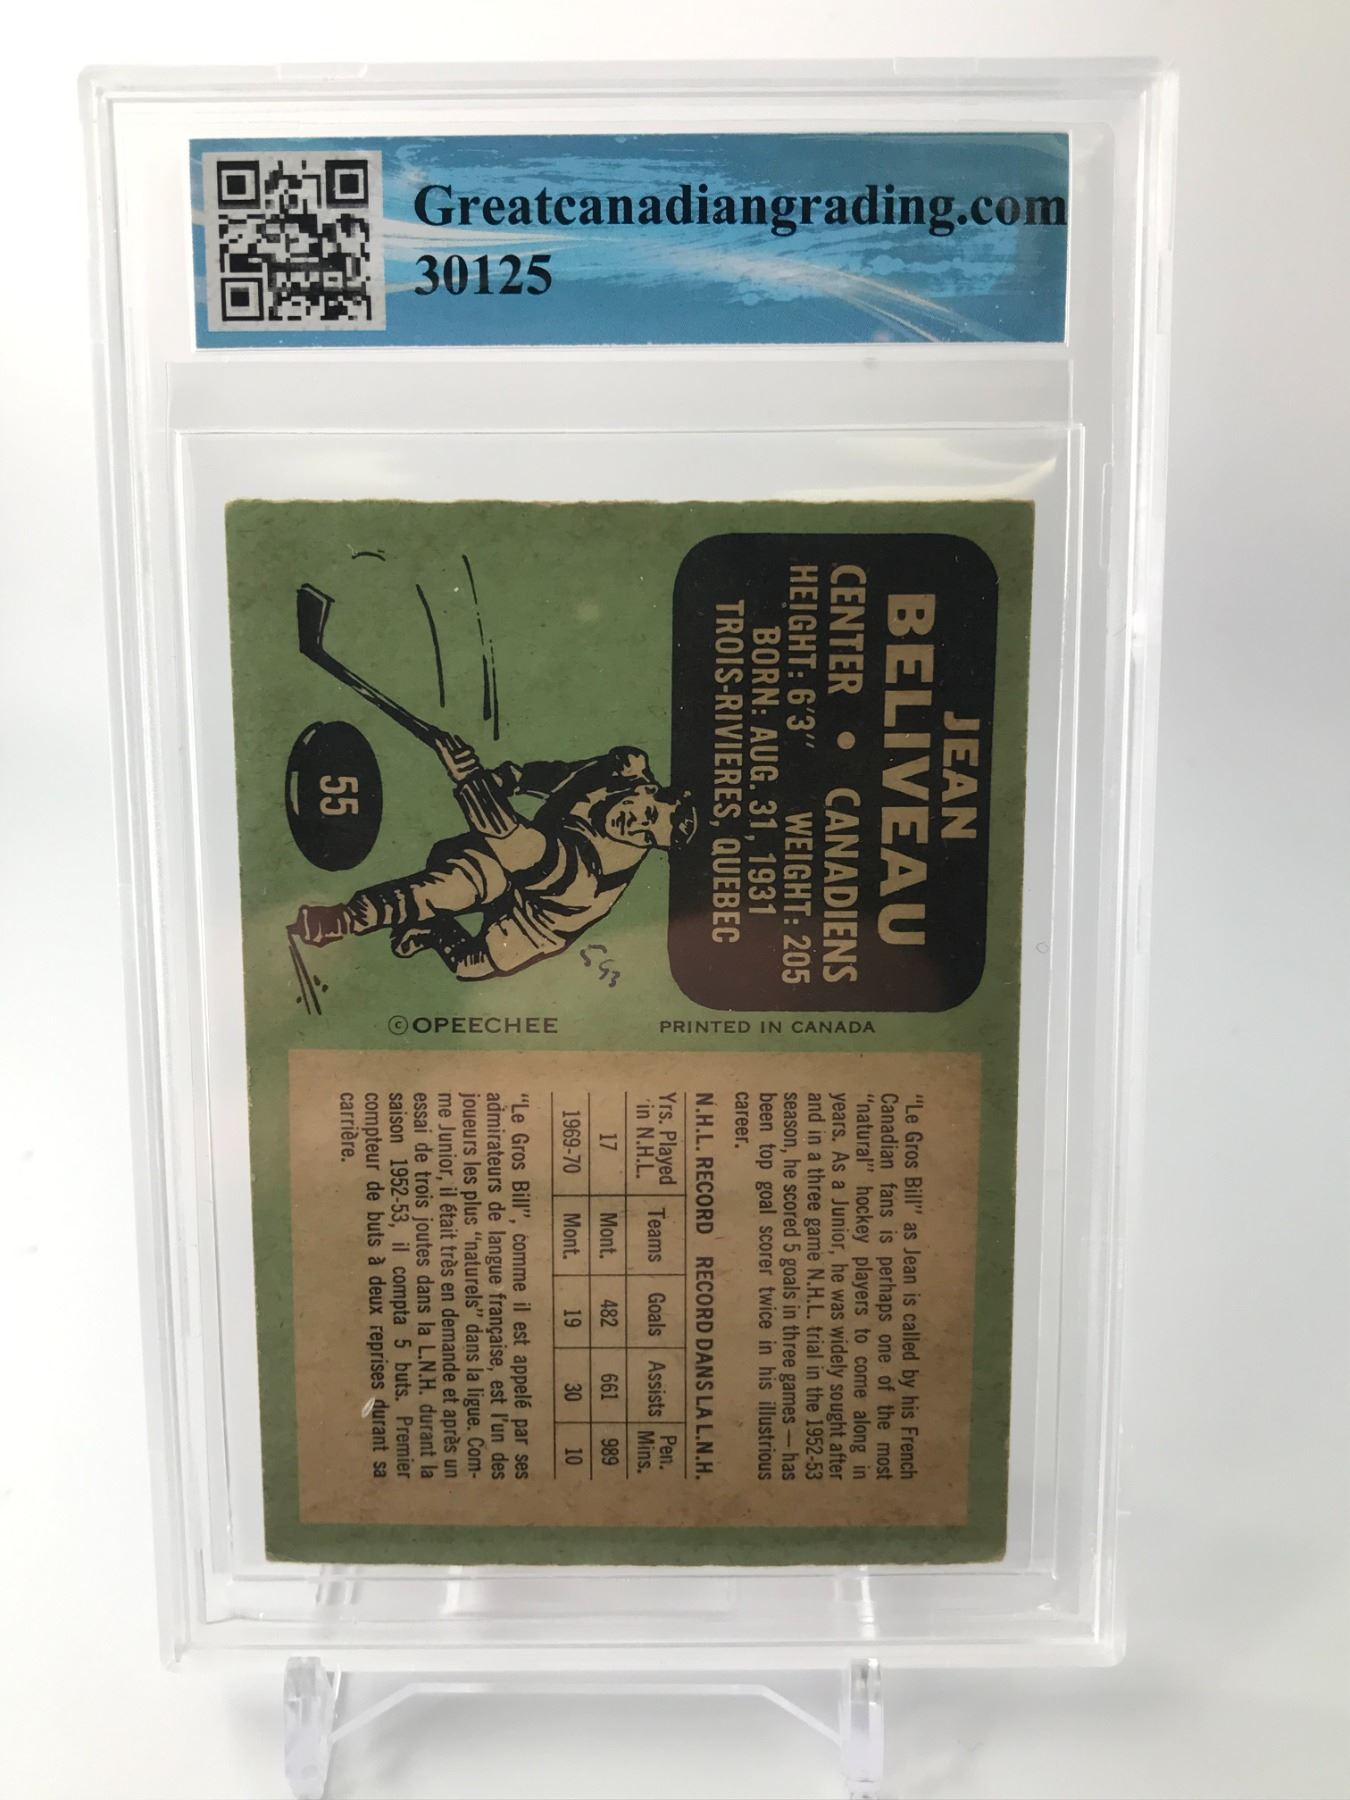 Greatcanadiangrading.com
30125
JEAN
BELIVEAU
CENTER • CANADIENS
HEIGHT: 6'3" WEIGHT: 205
BORN: AUG. 31, 1931
TROIS-RIVIERES, QUEBEC
55
593
© OPEECHEE PRINTED IN CANADA
"Le Gros Bill" as Jean is called by his French
Canadian fans is perhaps one of the most
"natural" hockey players to come along in
years. As a Junior, he was widely sought after
and in a three game N.H.L. trial in the 1952-53
season, he scored 5 goals in three games — has
been top goal scorer twice in his illustrious
career.
N.H.L. RECORD RECORD DANS LA L.N.H.
Yrs. Played in N.H.L. Teams Goals Assists Pen. Mins.
17 Mont. 482 661 989
1969-70 Mont. 19 30 10
"Le Gros Bill", comme il est appelé par ses
admirateurs de langue française, est l'un des
joueurs les plus "naturels" dans la ligue. Com-
me Junior, il était très en demande et après un
essai de trois joutes dans la L.N.H. durant la
saison 1952-53, il compta 5 buts. Premier
compteur de buts à deux reprises durant sa
carrière.